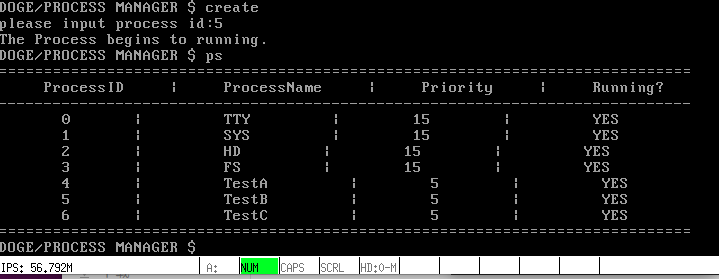 DOGE/PROCESS MANAGER $ create
please input process id:5
The Process begins to running.
DOGE/PROCESS MANAGER $ ps
==============================================================================
ProcessID | ProcessName | Priority | Running?
------------------------------------------------------------------------------
0 | TTY | 15 | YES
1 | SYS | 15 | YES
2 | HD | 15 | YES
3 | FS | 15 | YES
4 | TestA | 5 | YES
5 | TestB | 5 | YES
6 | TestC | 5 | YES
==============================================================================
DOGE/PROCESS MANAGER $
IPS: 56.792M A: NUM CAPS SCRL HD:0-M